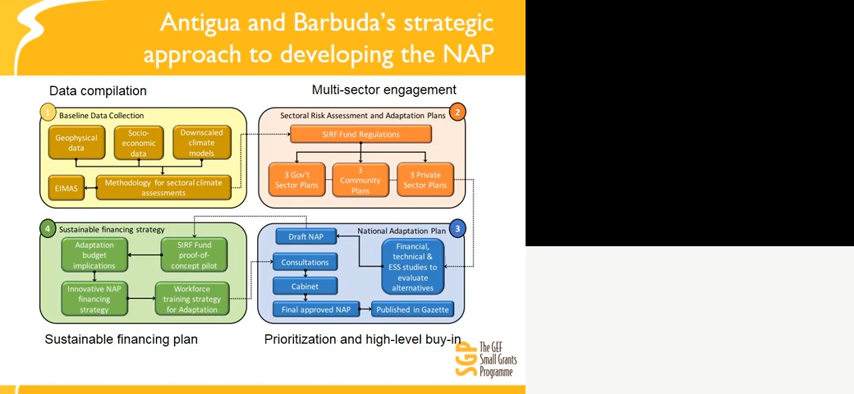 Antigua and Barbuda's strategic
approach to developing the NAP
Data compilation
Multi-sector engagement
1
Baseline Data Collection
Geophysical
data
Socio-
economic
data
Downscaled
climate
models
EIMAS
Methodology for sectoral climate
assessments
Sectoral Risk Assessment and Adaptation Plans
2
SIRF Fund Regulations
3 Gov't
Sector Plans
3
Community
Plans
3 Private
Sector Plans
4
Sustainable financing strategy
Adaptation
budget
implications
SIRF Fund
proof-of-
concept pilot
Innovative NAP
financing
strategy
Workforce
training strategy
for Adaptation
National Adaptation Plan
3
Draft NAP
Consultations
Cabinet
Final approved NAP
Published in Gazette
Financial,
technical &
ESS studies to
evaluate
alternatives
Sustainable financing plan
Prioritization and high-level buy-in
SGP
The GEF
Small Grants
Programme